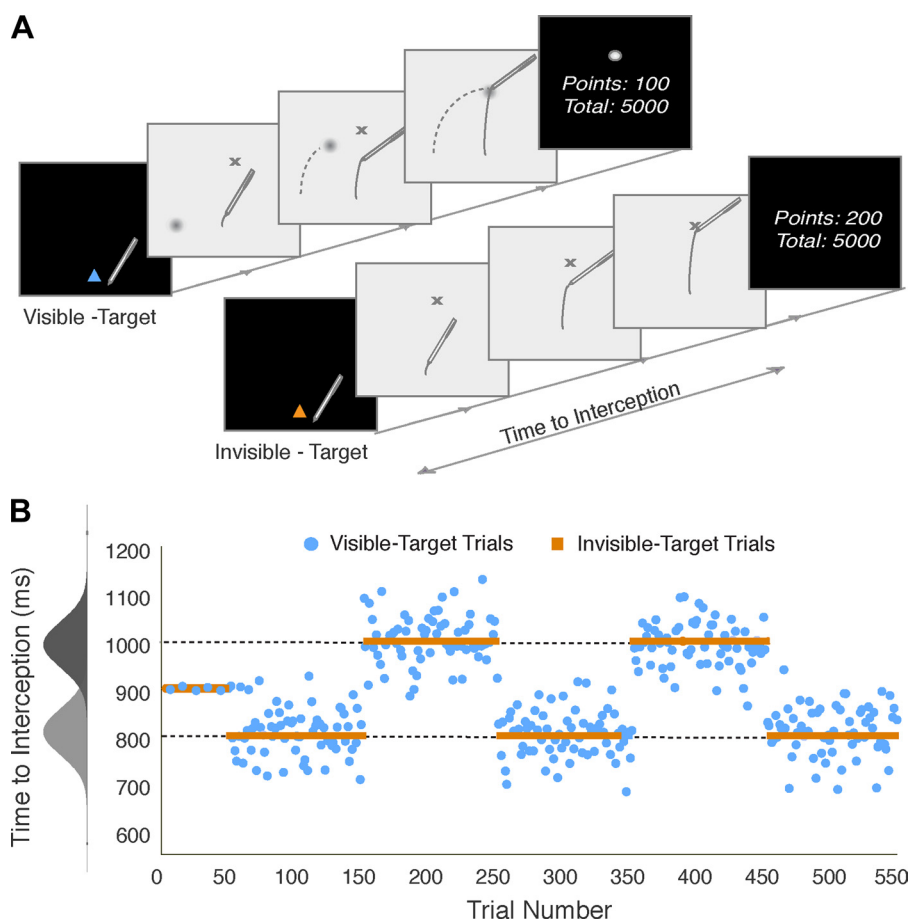 A
Points: 100
Total: 5000
Visible -Target
Points: 200
Total: 5000
Invisible - Target
Time to Interception
B
Time to Interception (ms)
Visible-Target Trials
Invisible-Target Trials
1200
1100
1000
900
800
700
600
0 50 100 150 200 250 300 350 400 450 500 550
Trial Number